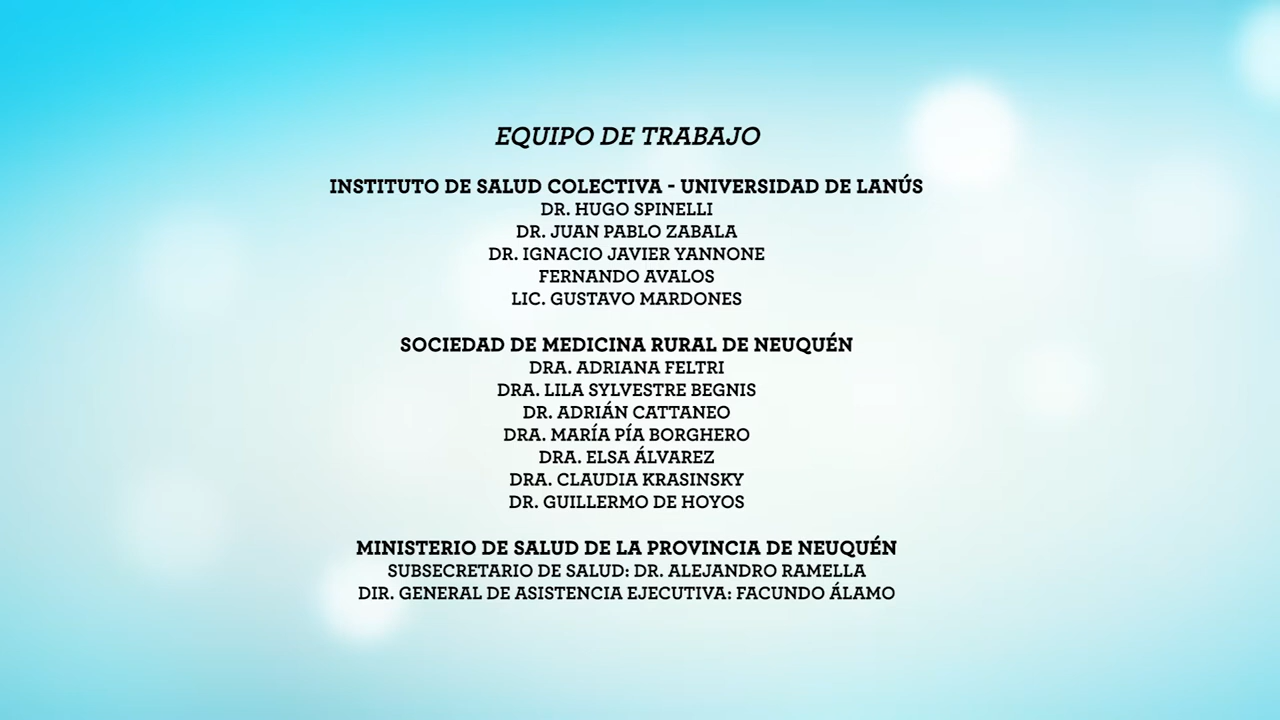 EQUIPO DE TRABAJO
INSTITUTO DE SALUD COLECTIVA - UNIVERSIDAD DE LANÚS
DR. HUGO SPINELLI
DR. JUAN PABLO ZABALA
DR. IGNACIO JAVIER YANNONE
FERNANDO AVALOS
LIC. GUSTAVO MARDONES
SOCIEDAD DE MEDICINA RURAL DE NEUQUÉN
DRA. ADRIANA FELTRI
DRA. LILA SYLVESTRE BEGNIS
DR. ADRIÁN CATTANEO
DRA. MARÍA PÍA BORGHERO
DRA. ELSA ÁLVAREZ
DRA. CLAUDIA KRASINSKY
DR. GUILLERMO DE HOYOS
MINISTERIO DE SALUD DE LA PROVINCIA DE NEUQUÉN
SUBSECRETARIO DE SALUD: DR. ALEJANDRO RAMELLA
DIR. GENERAL DE ASISTENCIA EJECUTIVA: FACUNDO ÁLAMO